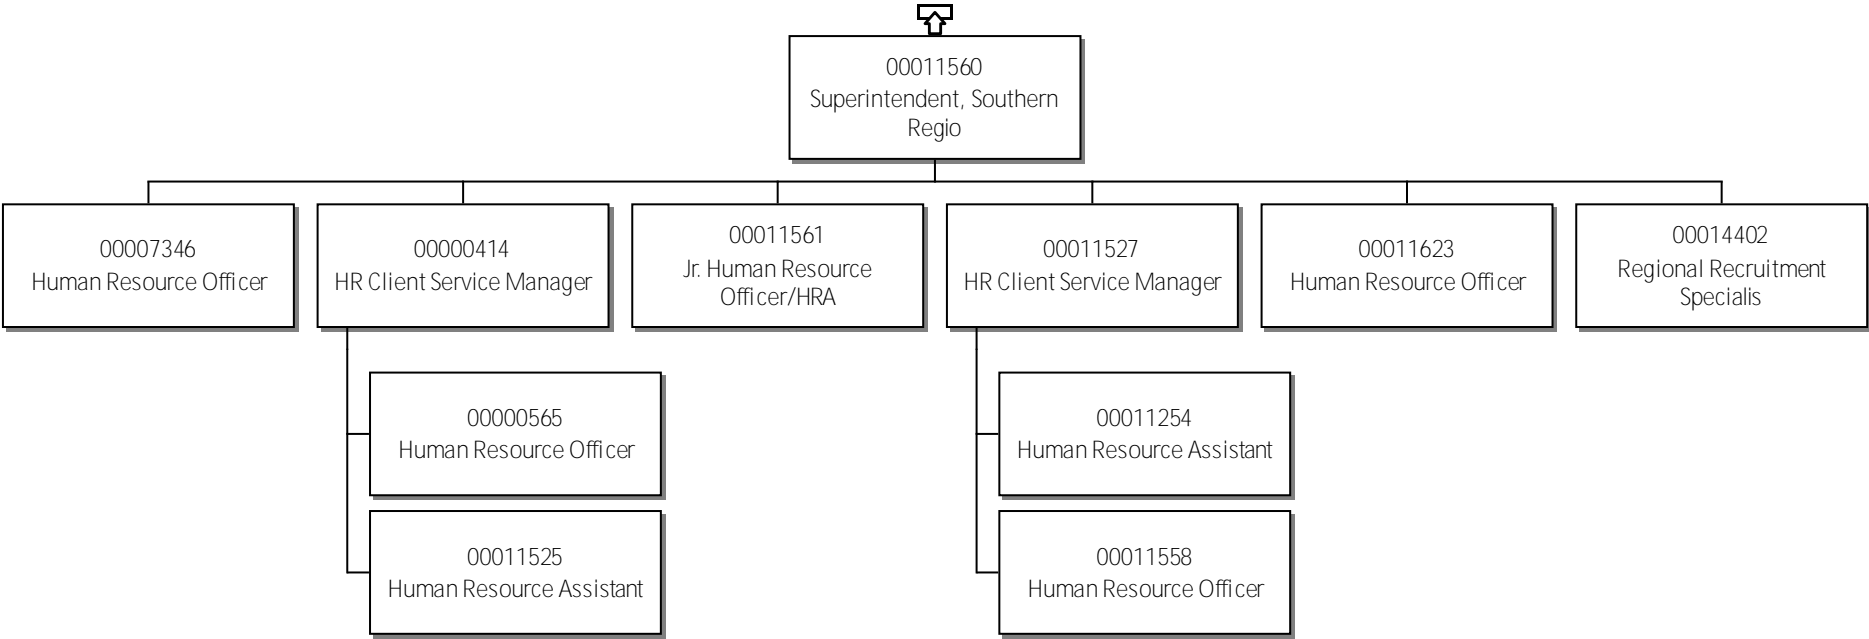 00011560
Superintendent, Southern
Regio
00007346
Human Resource Officer
00000414
HR Client Service Manager
00011561
Jr. Human Resource
Officer/HRA
00011527
HR Client Service Manager
00011623
Human Resource Officer
00014402
Regional Recruitment
Specialis
00000565
Human Resource Officer
00011525
Human Resource Assistant
00011254
Human Resource Assistant
00011558
Human Resource Officer